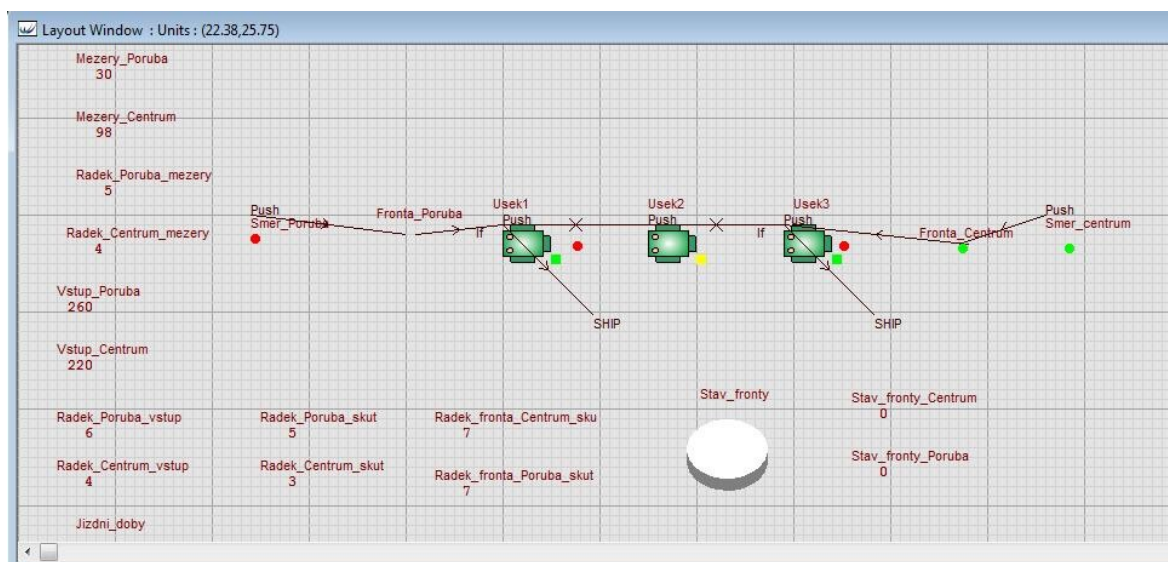 Layout Window : Units : (22.38,25.75)
Mezery_Poruba
30
Mezery_Centrum
98
Radek_Poruba_mezery
5
Radek_Centrum_mezery
4
Vstup_Poruba
260
Vstup_Centrum
220
Push
Smer_Poruba
Fronta_Poruba
If
Usek1
Push
Usek2
Push
Usek3
Push
If
Fronta_Centrum
Push
Smer_centrum
SHIP
SHIP
Radek_Poruba_vstup
6
Radek_Poruba_skut
5
Radek_fronta_Centrum_sku
7
Stav_fronty
Stav_fronty_Centrum
0
Radek_Centrum_vstup
4
Radek_Centrum_skut
3
Radek_fronta_Poruba_skut
7
Stav_fronty_Poruba
0
Jizdni_doby